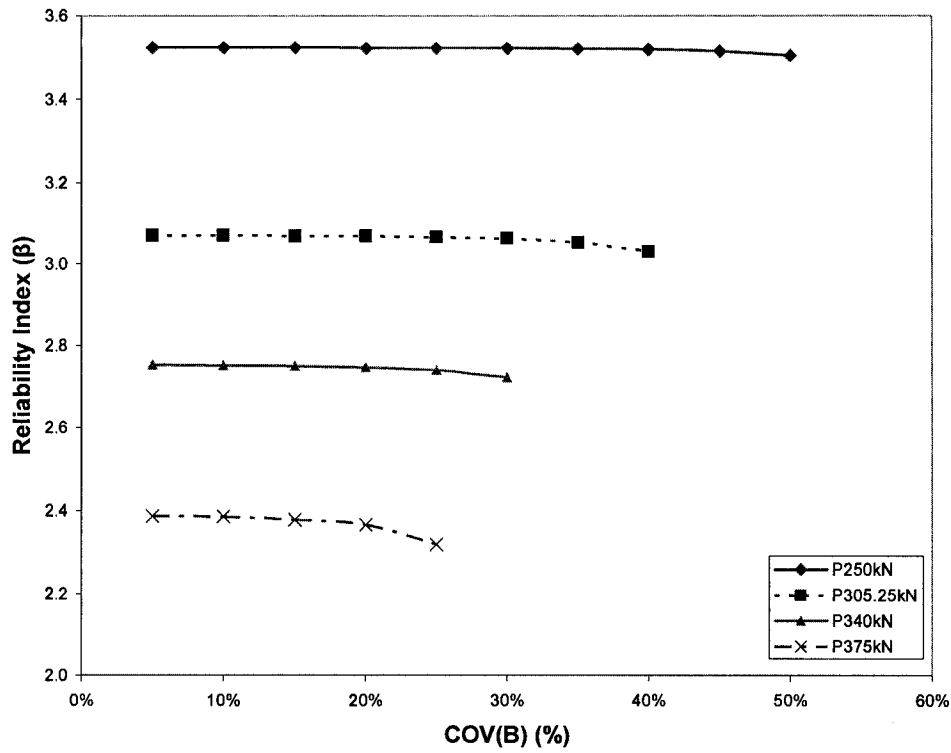 3.6
3.4
3.2
3.0
2.8
2.6
2.4
2.2
2.0
Reliability Index (β)
0%
10%
20%
30%
40%
50%
60%
COV(B) (%)
P250kN
P305.25kN
P340kN
P375kN